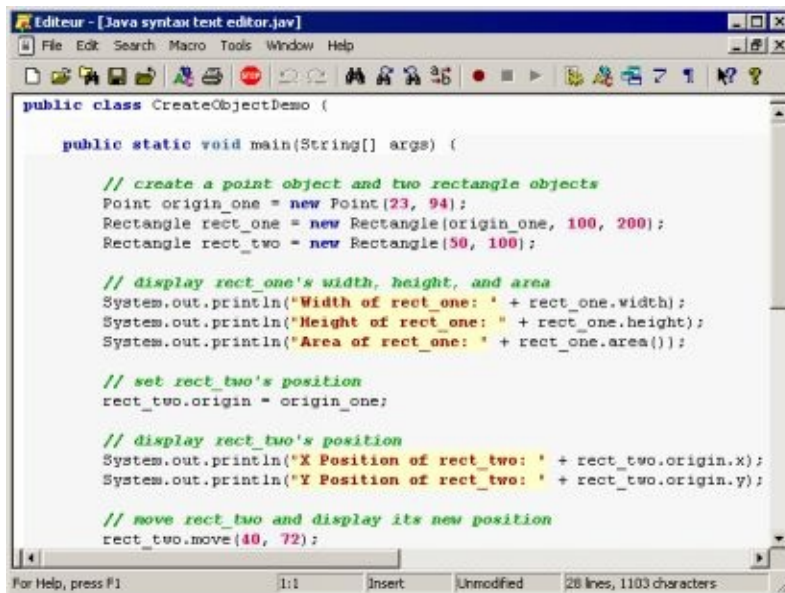 Editeur - [Java syntax text editor.jav]
File Edit Search Macro Tools Window Help
STOP
public class CreateObjectDemo {
public static void main(String[] args) {
// create a point object and two rectangle objects
Point origin_one = new Point(23, 94);
Rectangle rect_one = new Rectangle(origin_one, 100, 200);
Rectangle rect_two = new Rectangle(50, 100);
// display rect_one's width, height, and area
System.out.println("Width of rect_one: " + rect_one.width);
System.out.println("Height of rect_one: " + rect_one.height);
System.out.println("Area of rect_one: " + rect_one.area());
// set rect_two's position
rect_two.origin = origin_one;
// display rect_two's position
System.out.println("X Position of rect_two: " + rect_two.origin.x);
System.out.println("Y Position of rect_two: " + rect_two.origin.y);
// move rect_two and display its new position
rect_two.move(40, 72);
For Help, press F1 1:1 Insert Unmodified 28 lines, 1103 characters